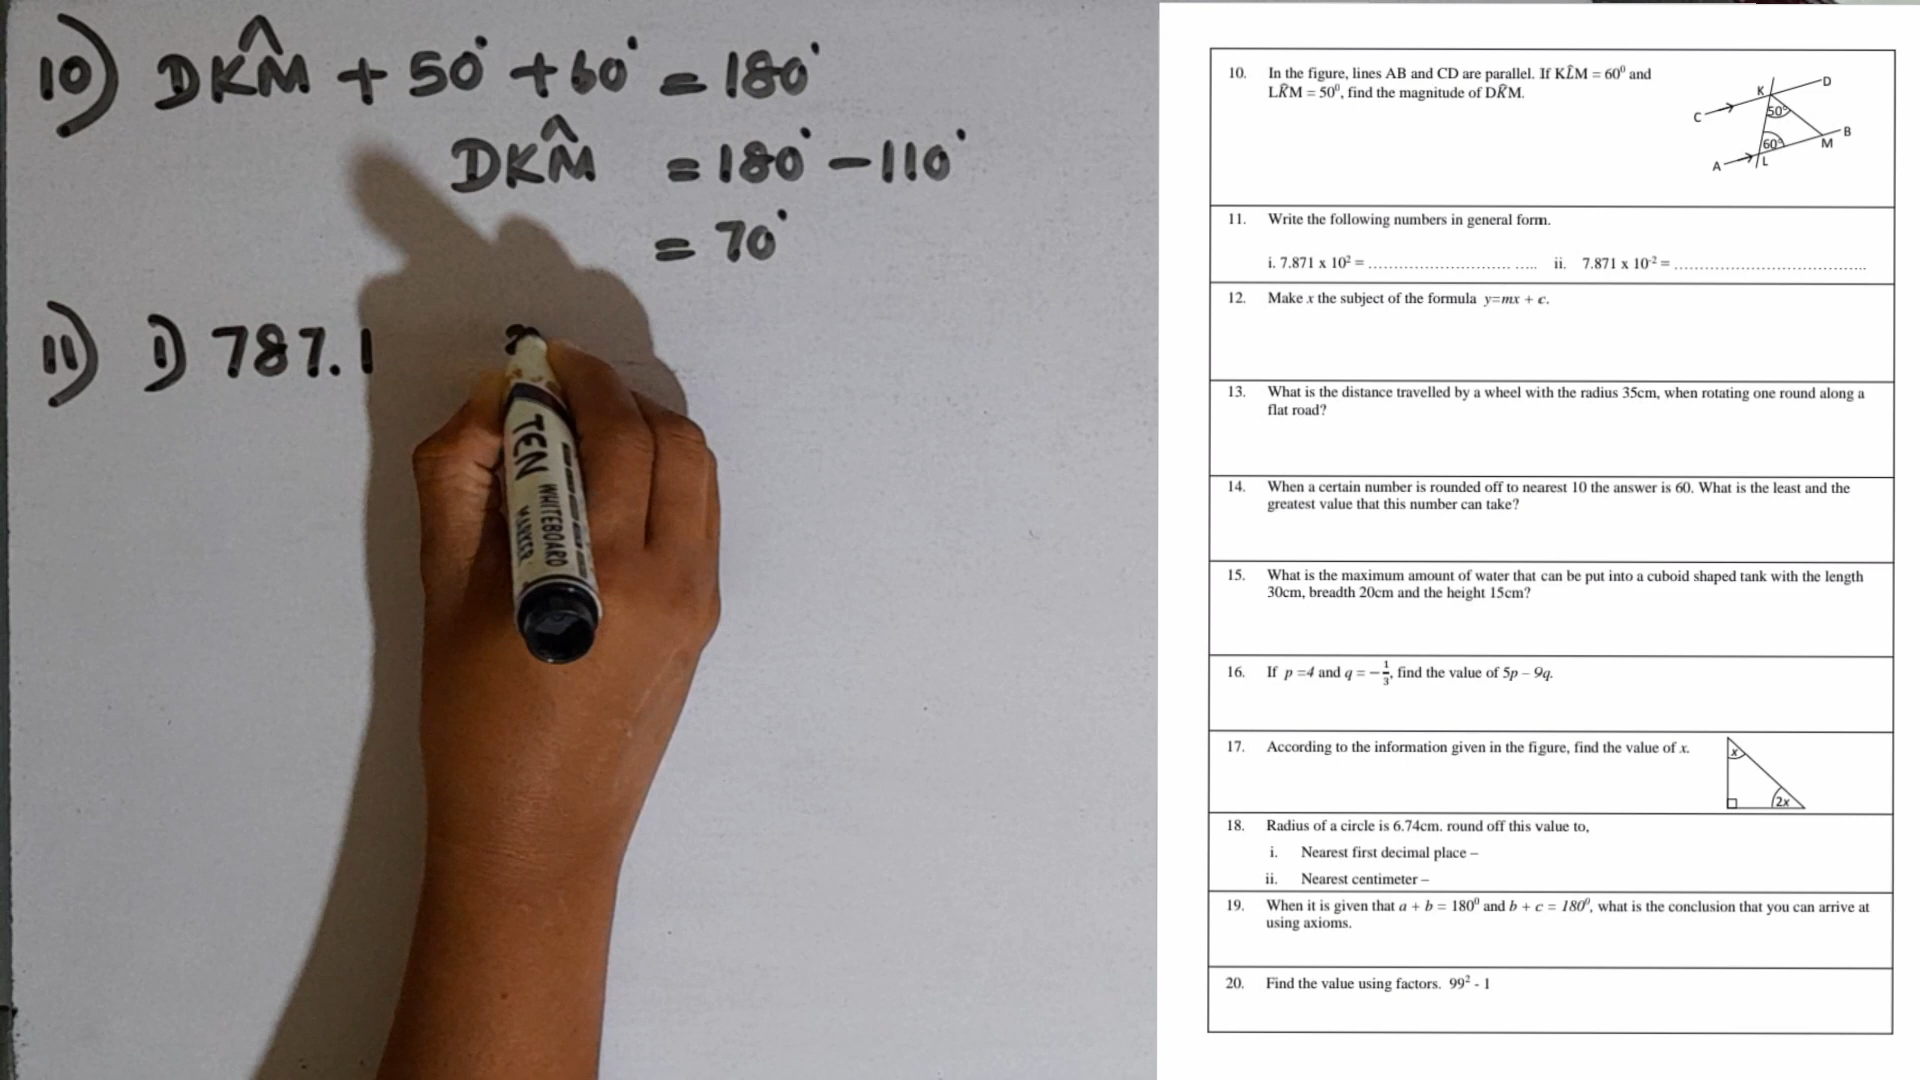 10) DKM̂ + 50° + 60° = 180°
DKM̂ = 180° - 110°
= 70°
11) i) 787.1
TEN WHITEBOARD MARKER
10. In the figure, lines AB and CD are parallel. If KL̂M = 60⁰ and
LK̂M = 50⁰, find the magnitude of DK̂M.
K
D
C
50°
B
60°
M
A
L
11. Write the following numbers in general form.
i. 7.871 x 10² = ................................ ..... ii. 7.871 x 10⁻² = ..........................................
12. Make x the subject of the formula y=mx + c.
13. What is the distance travelled by a wheel with the radius 35cm, when rotating one round along a
flat road?
14. When a certain number is rounded off to nearest 10 the answer is 60. What is the least and the
greatest value that this number can take?
15. What is the maximum amount of water that can be put into a cuboid shaped tank with the length
30cm, breadth 20cm and the height 15cm?
16. If p =4 and q = -1/3, find the value of 5p – 9q.
17. According to the information given in the figure, find the value of x.
x
2x
18. Radius of a circle is 6.74cm. round off this value to,
i. Nearest first decimal place –
ii. Nearest centimeter –
19. When it is given that a + b = 180⁰ and b + c = 180⁰, what is the conclusion that you can arrive at
using axioms.
20. Find the value using factors. 99² - 1